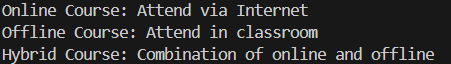 Online Course: Attend via Internet
Offline Course: Attend in classroom
Hybrid Course: Combination of online and offline